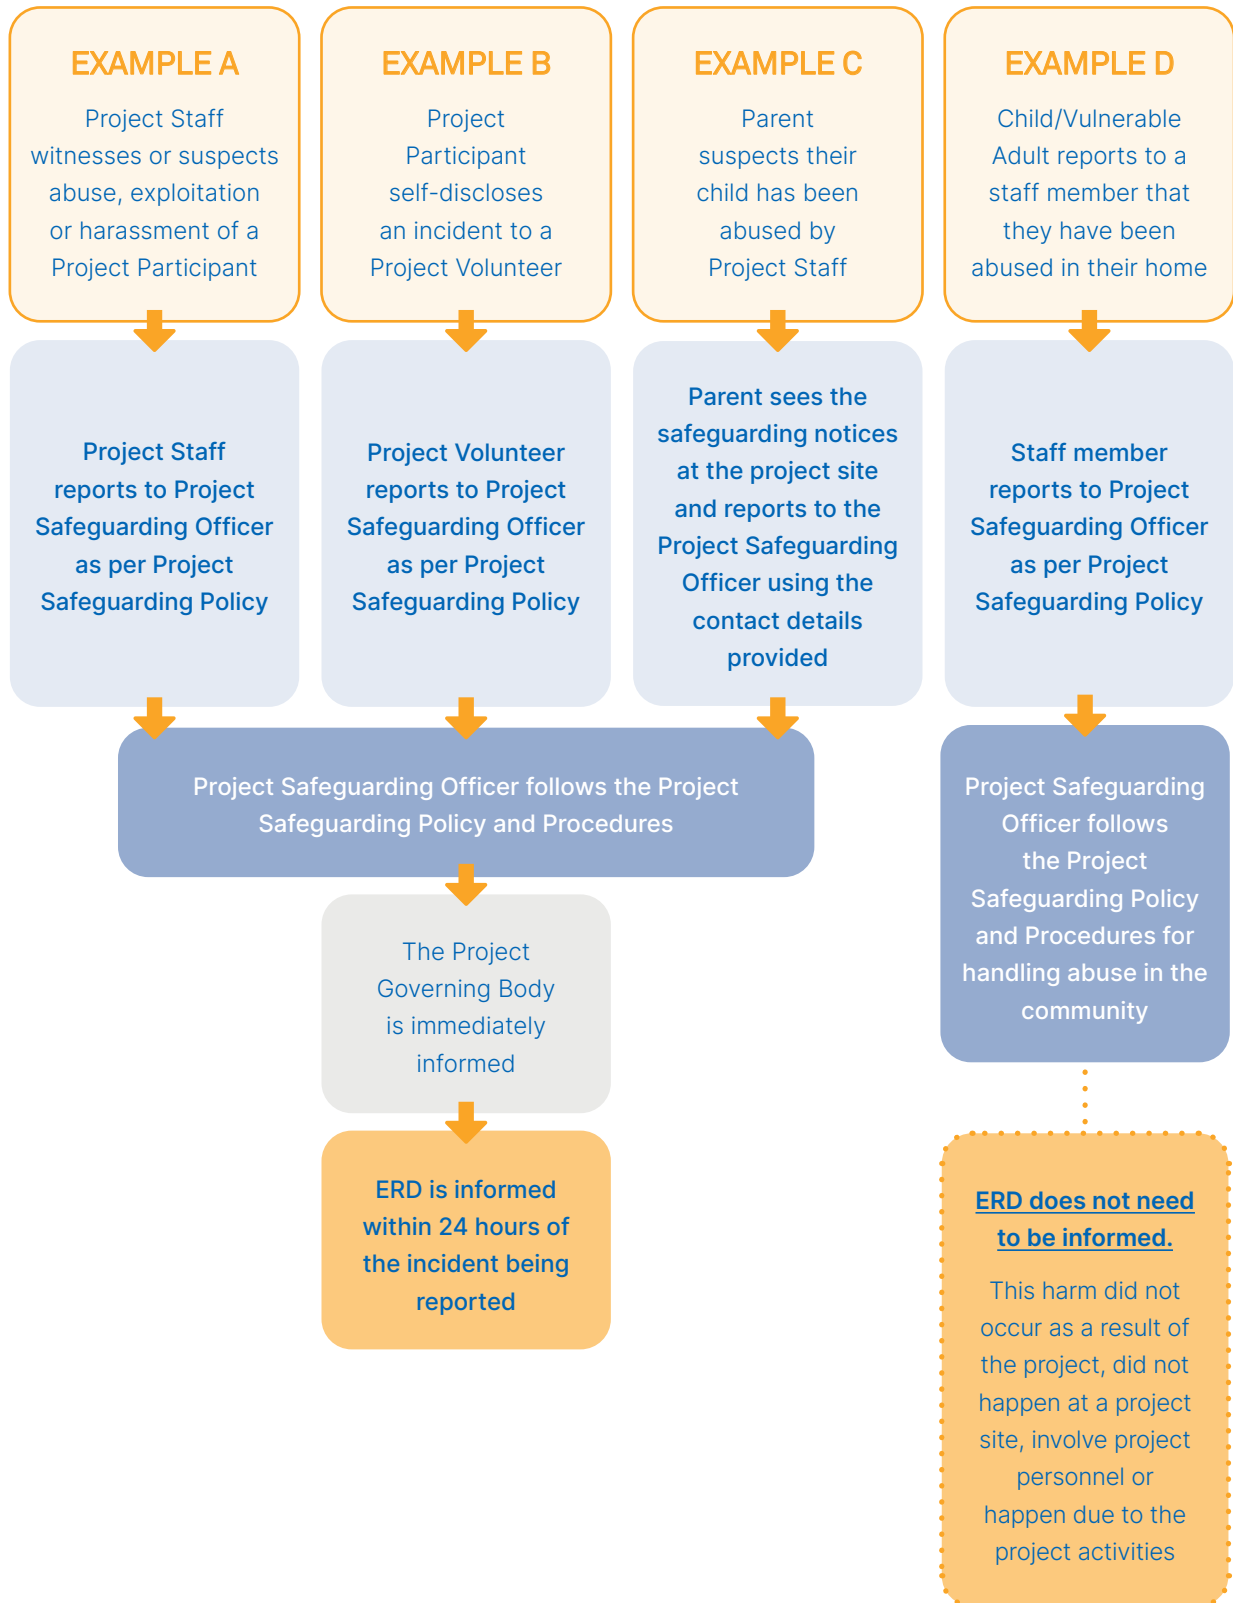 EXAMPLE A
Project Staff
witnesses or suspects
abuse, exploitation
or harassment of a
Project Participant
EXAMPLE B
Project
Participant
self-discloses
an incident to a
Project Volunteer
EXAMPLE C
Parent
suspects their
child has been
abused by
Project Staff
EXAMPLE D
Child/Vulnerable
Adult reports to a
staff member that
they have been
abused in their home
Project Staff
reports to Project
Safeguarding Officer
as per Project
Safeguarding Policy
Project Volunteer
reports to Project
Safeguarding Officer
as per Project
Safeguarding Policy
Parent sees the
safeguarding notices
at the project site
and reports to the
Project Safeguarding
Officer using the
contact details
provided
Staff member
reports to Project
Safeguarding Officer
as per Project
Safeguarding Policy
Project Safeguarding Officer follows the Project
Safeguarding Policy and Procedures
Project Safeguarding
Officer follows
the Project
Safeguarding Policy
and Procedures for
handling abuse in the
community
The Project
Governing Body
is immediately
informed
ERD is informed
within 24 hours of
the incident being
reported
ERD does not need
to be informed.
This harm did not
occur as a result of
the project, did not
happen at a project
site, involve project
personnel or
happen due to the
project activities